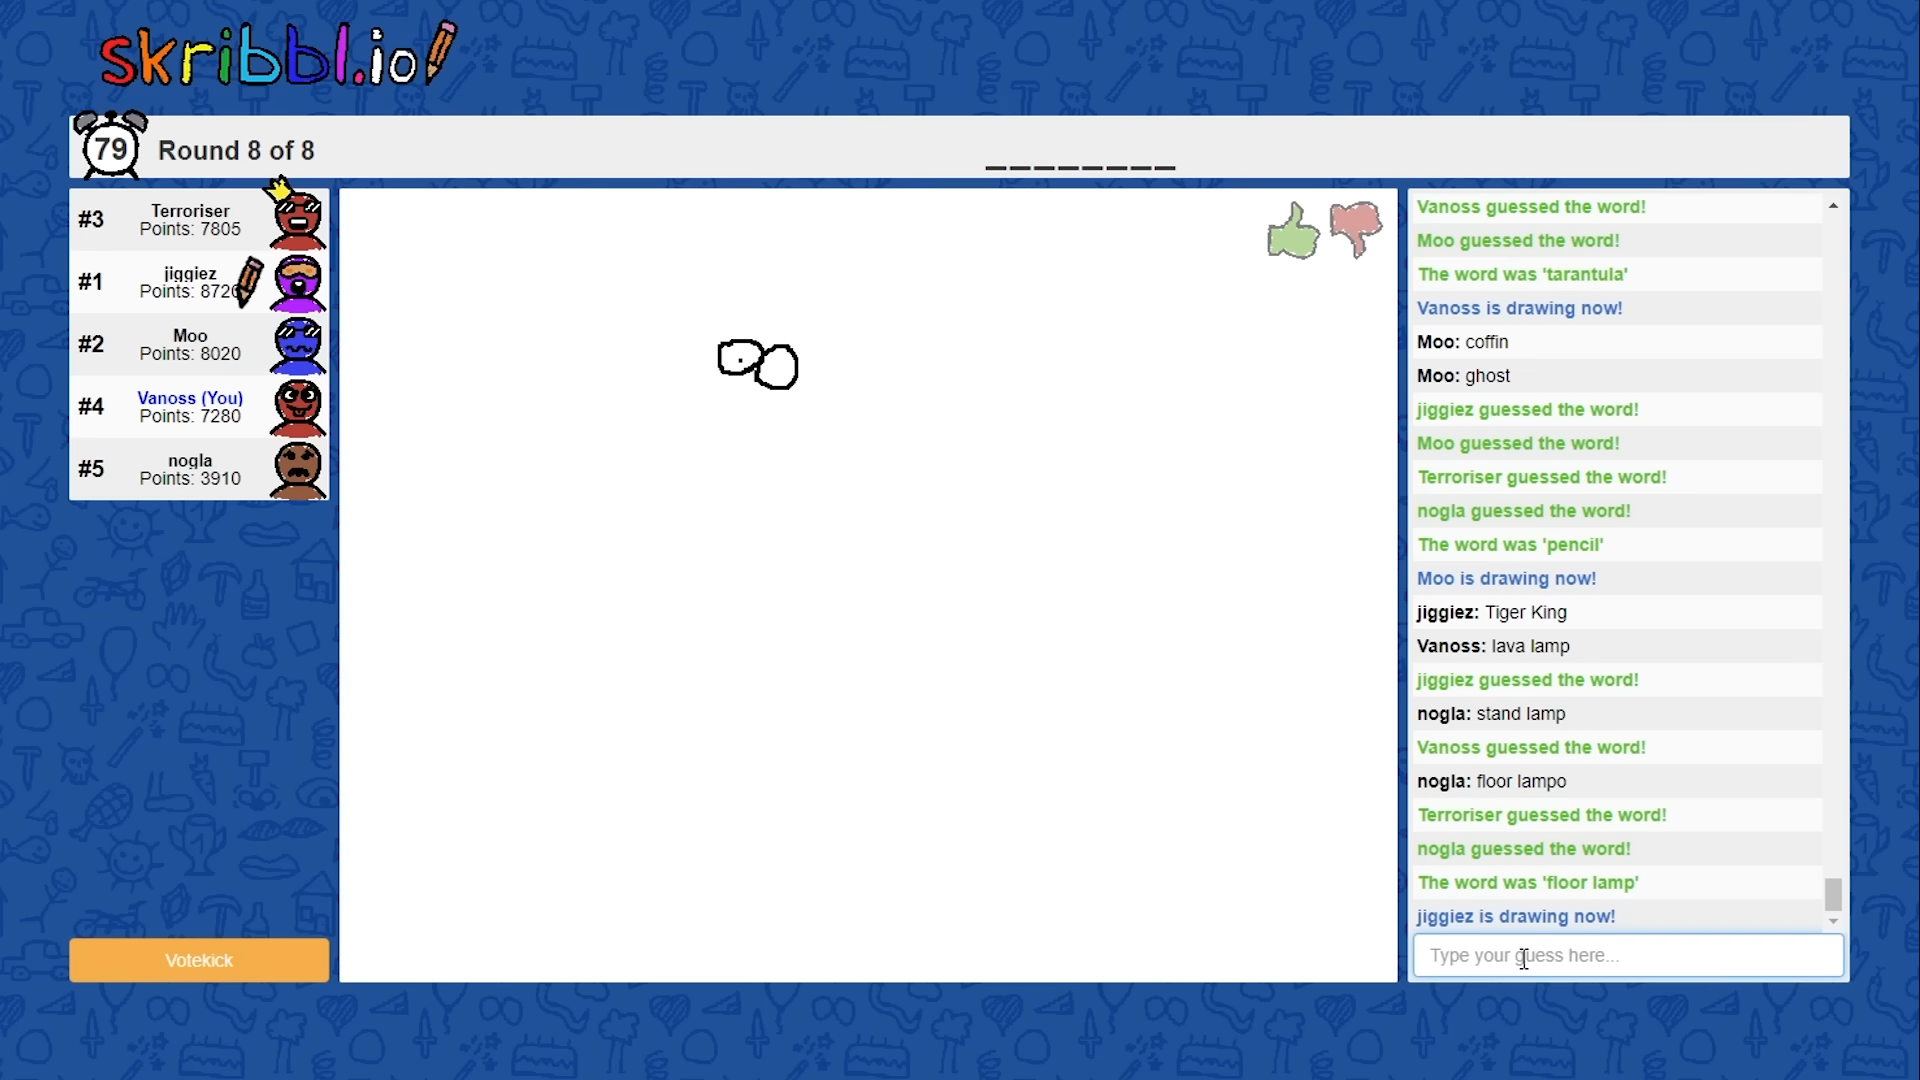 skribbl.io
79
Round 8 of 8
________
#3
Terroriser
Points: 7805
#1
jiggiez
Points: 8720
#2
Moo
Points: 8020
#4
Vanoss (You)
Points: 7280
#5
nogla
Points: 3910
Votekick
Vanoss guessed the word!
Moo guessed the word!
The word was 'tarantula'
Vanoss is drawing now!
Moo: coffin
Moo: ghost
jiggiez guessed the word!
Moo guessed the word!
Terroriser guessed the word!
nogla guessed the word!
The word was 'pencil'
Moo is drawing now!
jiggiez: Tiger King
Vanoss: lava lamp
jiggiez guessed the word!
nogla: stand lamp
Vanoss guessed the word!
nogla: floor lampo
Terroriser guessed the word!
nogla guessed the word!
The word was 'floor lamp'
jiggiez is drawing now!
Type your guess here...